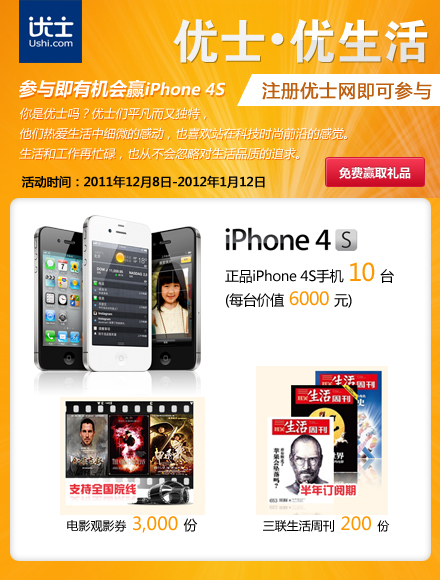 优士
Ushi.com
优士·优生活
参与即有机会赢iPhone 4S
注册优士网即可参与
你是优士吗？优士们平凡而又独特，
他们热爱生活中细微的感动，也喜欢站在科技时尚前沿的感觉。
生活和工作再忙碌，也从不会忽略对生活品质的追求。
免费赢取礼品
活动时间：2011年12月8日-2012年1月12日
iPhone 4 S
正品iPhone 4S手机 10 台
(每台价值 6000 元)
支持全国院线
生活周刊
生活周刊
半年订阅期
电影观影券 3,000 份
三联生活周刊 200 份